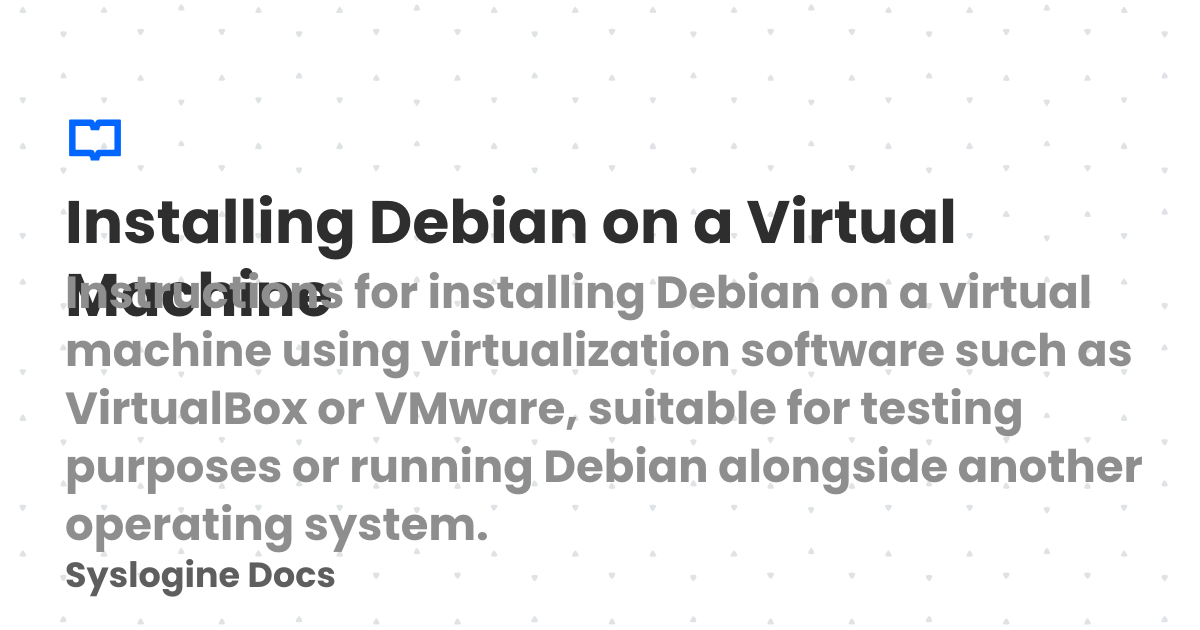 Installing Debian on a Virtual
Machine
Instructions for installing Debian on a virtual
machine using virtualization software such as
VirtualBox or VMware, suitable for testing
purposes or running Debian alongside another
operating system.
Syslogine Docs